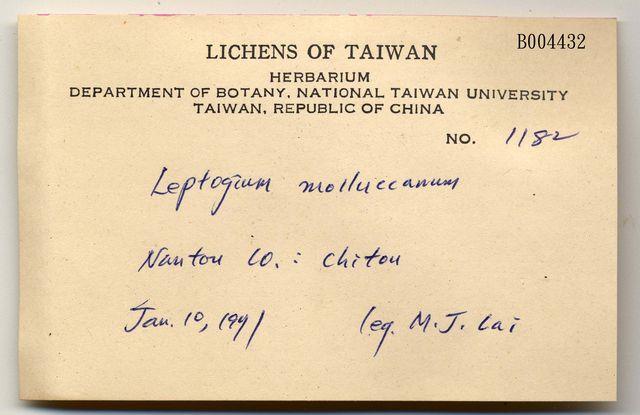 B004432
LICHENS OF TAIWAN
HERBARIUM
DEPARTMENT OF BOTANY, NATIONAL TAIWAN UNIVERSITY
TAIWAN, REPUBLIC OF CHINA
NO. 1182
Leptogium molluccanum
Nantou Co.: Chitou
Jan. 10, 1971 leg. M. J. Lai